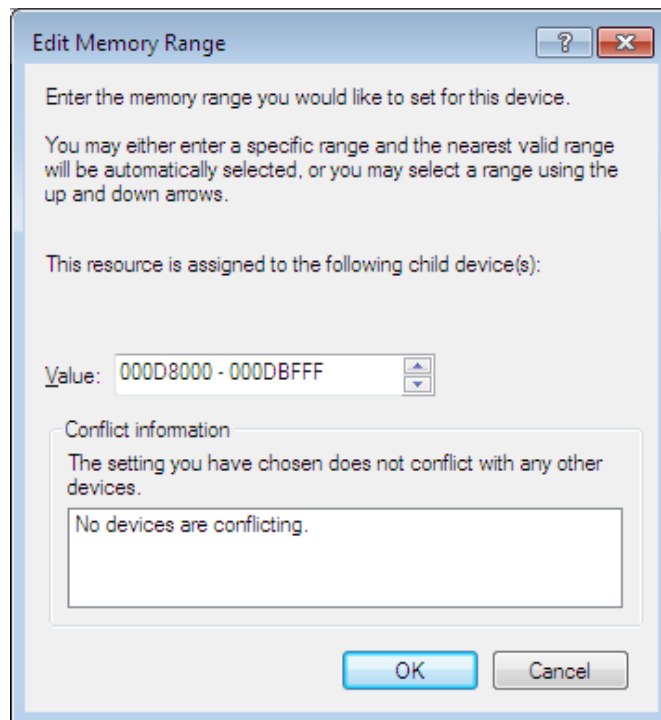 Edit Memory Range
Enter the memory range you would like to set for this device.
You may either enter a specific range and the nearest valid range
will be automatically selected, or you may select a range using the
up and down arrows.
This resource is assigned to the following child device(s):
Value: 000D8000 - 000DBFFF
Conflict information
The setting you have chosen does not conflict with any other
devices.
No devices are conflicting.
OK Cancel